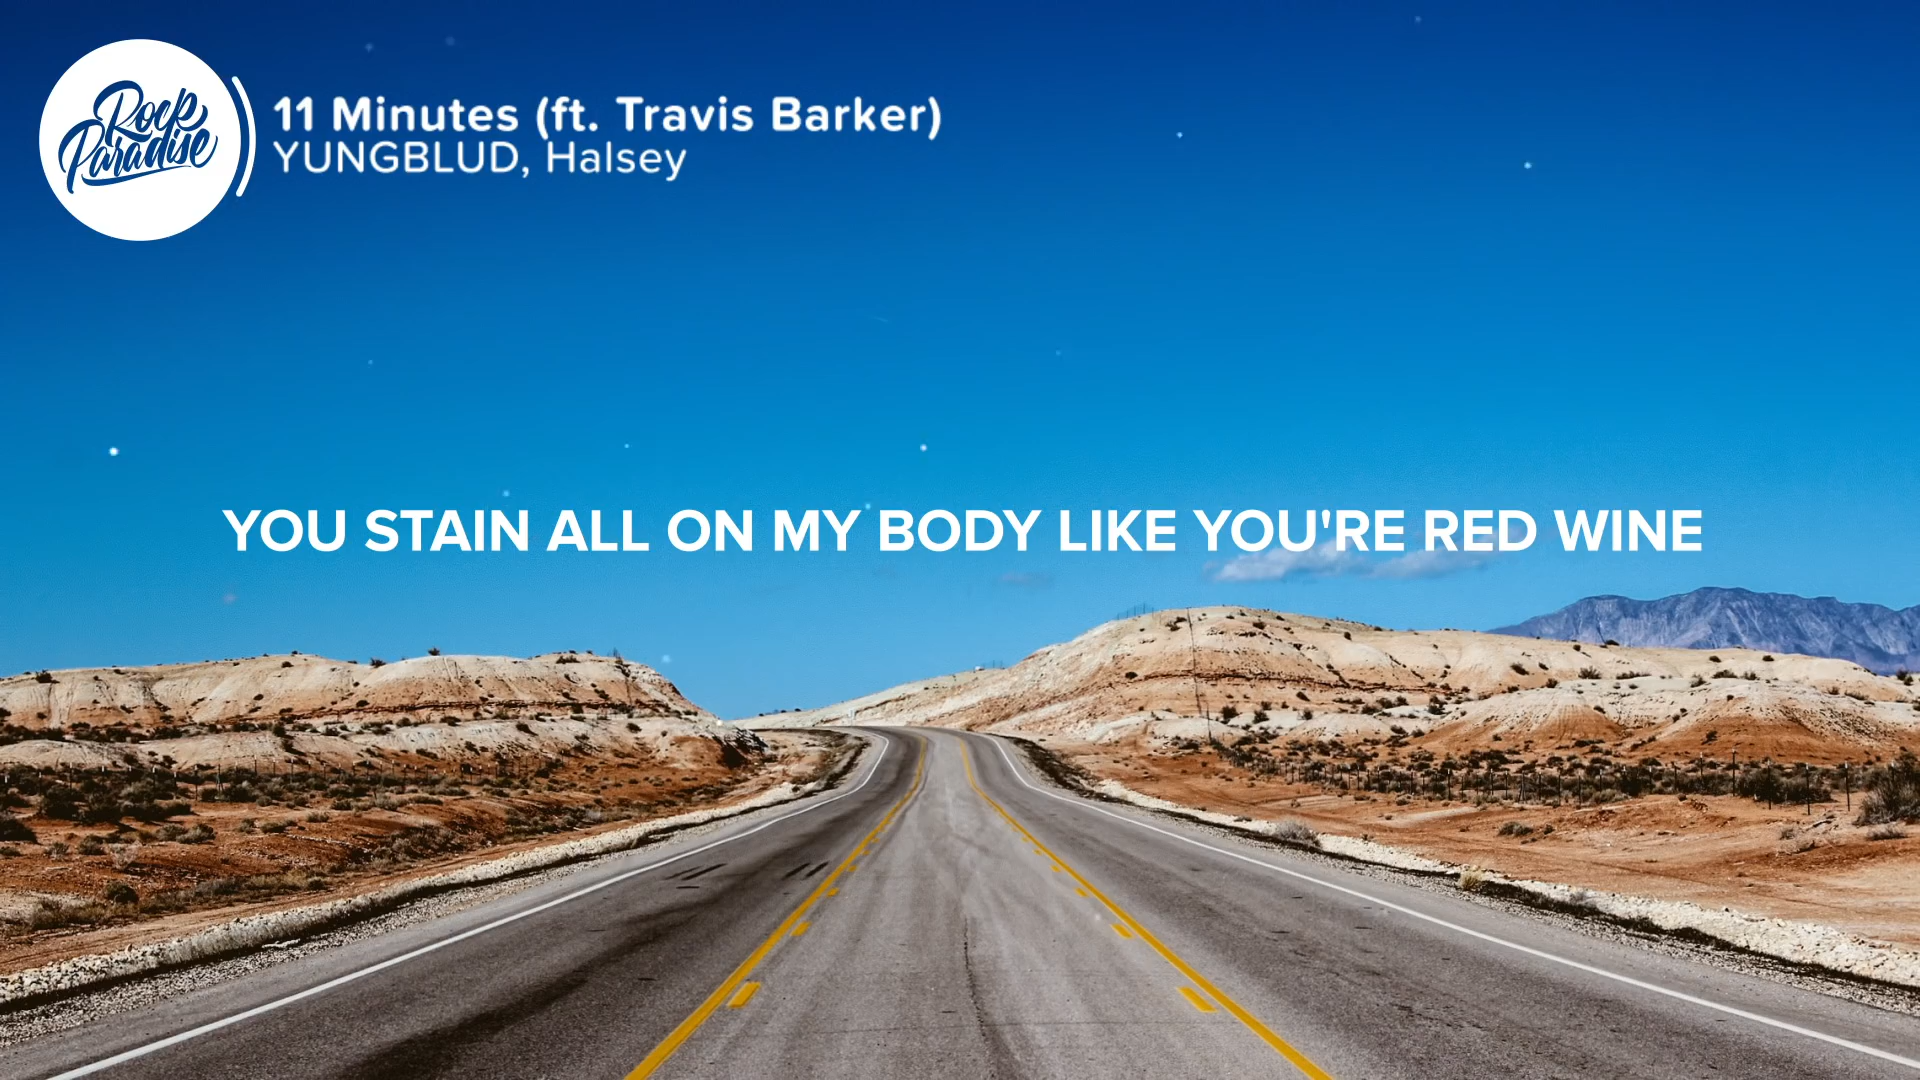 Rock
Paradise
11 Minutes (ft. Travis Barker)
YUNGBLUD, Halsey
YOU STAIN ALL ON MY BODY LIKE YOU'RE RED WINE